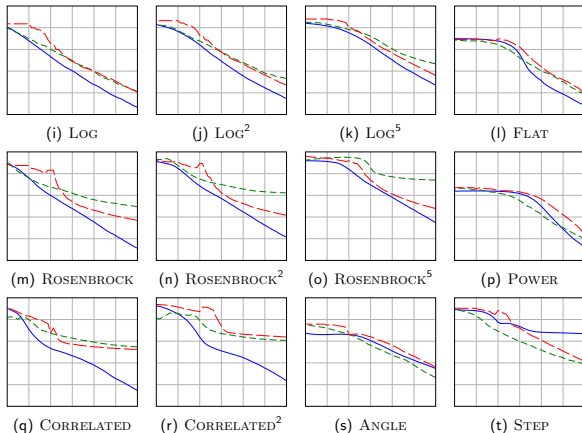 (i) LOG (j) LOG² (k) LOG⁵ (l) FLAT
(m) ROSENBROCK (n) ROSENBROCK² (o) ROSENBROCK⁵ (p) POWER
(q) CORRELATED (r) CORRELATED² (s) ANGLE (t) STEP